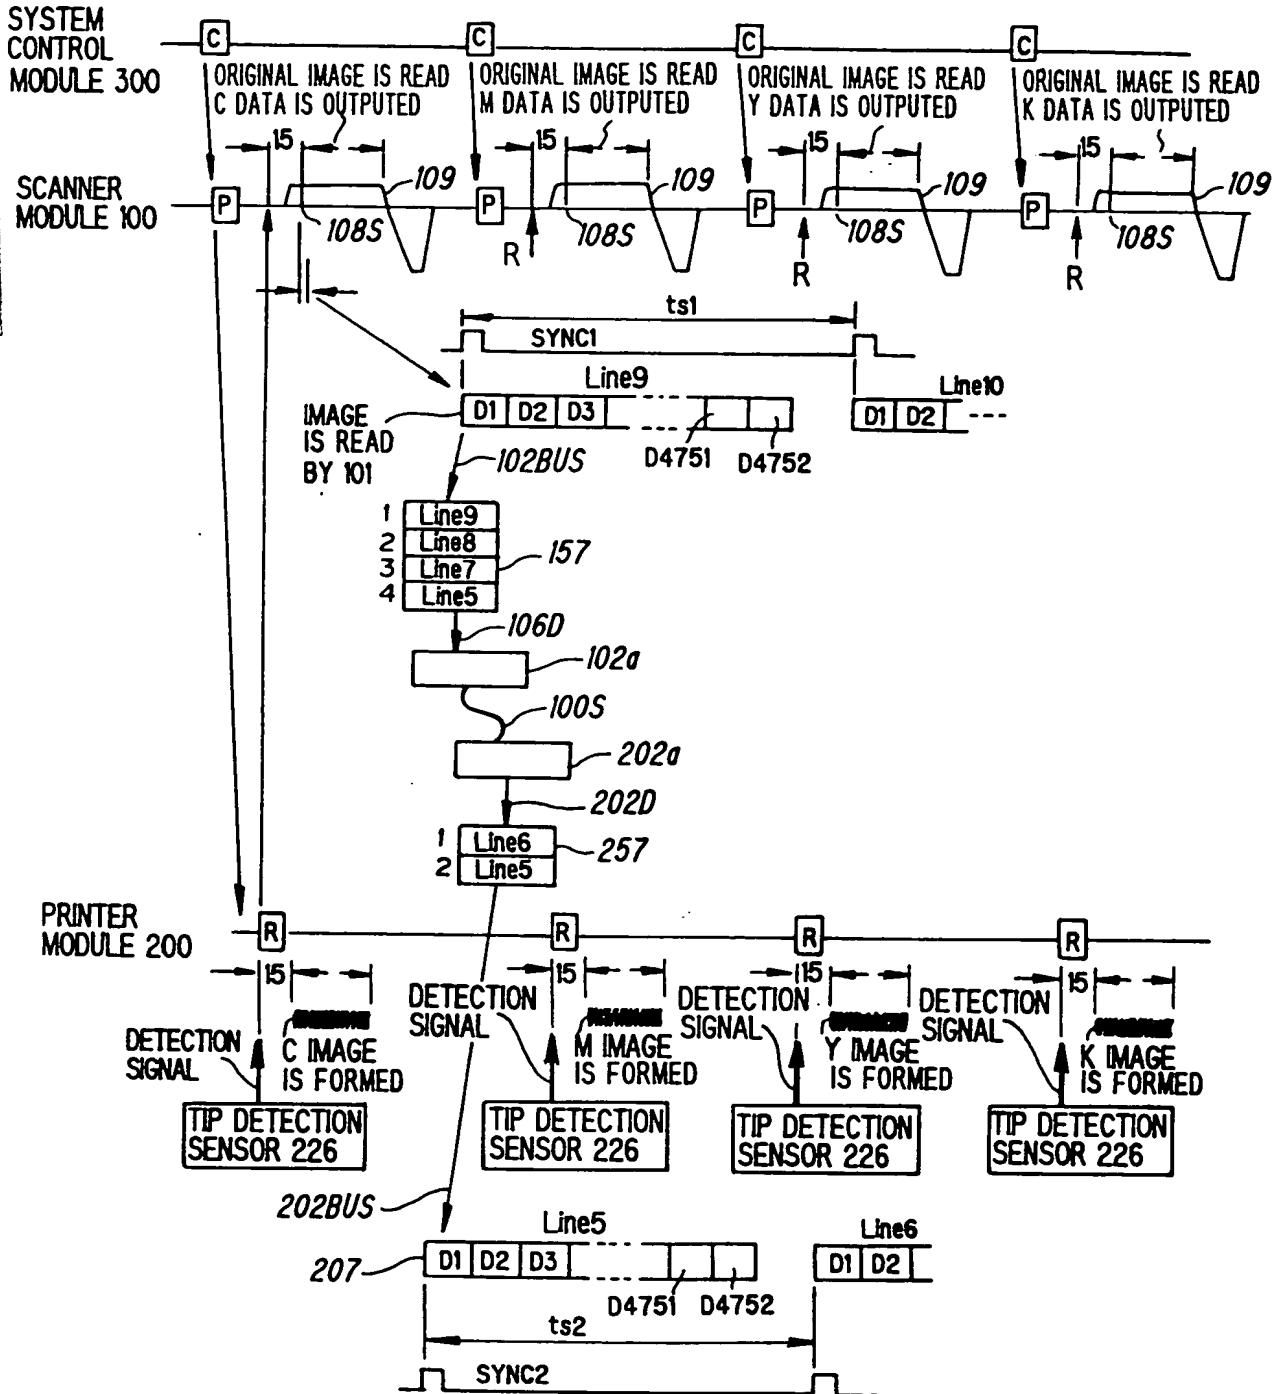 SYSTEM
CONTROL
MODULE 300
C
C
C
C
ORIGINAL IMAGE IS READ
C DATA IS OUTPUTED
ORIGINAL IMAGE IS READ
M DATA IS OUTPUTED
ORIGINAL IMAGE IS READ
Y DATA IS OUTPUTED
ORIGINAL IMAGE IS READ
K DATA IS OUTPUTED
15
15
15
15
SCANNER
MODULE 100
P
P
P
P
109
109
109
109
108S
108S
108S
108S
R
R
R
ts1
SYNC1
Line9
Line10
IMAGE
IS READ
BY 101
D1 D2 D3
D1 D2
D4751 D4752
102BUS
1 Line9
2 Line8
3 Line7
4 Line5
157
106D
102a
100S
202a
202D
1 Line6
2 Line5
257
PRINTER
MODULE 200
R
R
R
R
15
15
15
15
DETECTION
SIGNAL
C IMAGE
IS FORMED
DETECTION
SIGNAL
M IMAGE
IS FORMED
DETECTION
SIGNAL
Y IMAGE
IS FORMED
DETECTION
SIGNAL
K IMAGE
IS FORMED
TIP DETECTION
SENSOR 226
TIP DETECTION
SENSOR 226
TIP DETECTION
SENSOR 226
TIP DETECTION
SENSOR 226
202BUS
Line5
Line6
207
D1 D2 D3
D1 D2
D4751 D4752
ts2
SYNC2